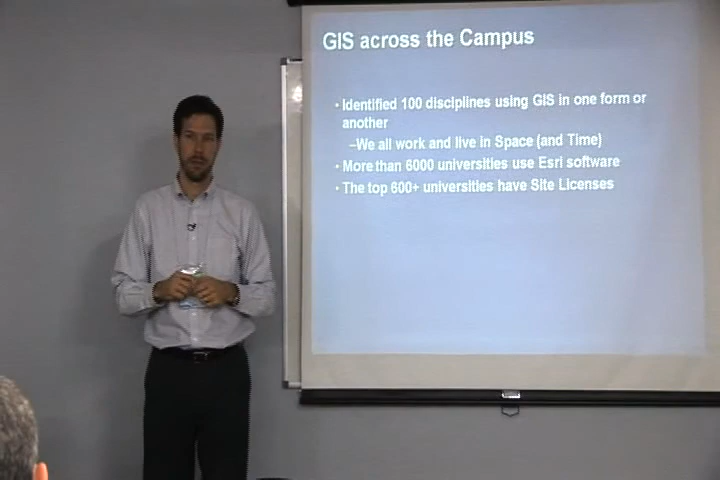 GIS across the Campus
• Identified 100 disciplines using GIS in one form or
another
–We all work and live in Space (and Time)
• More than 6000 universities use Esri software
• The top 600+ universities have Site Licenses